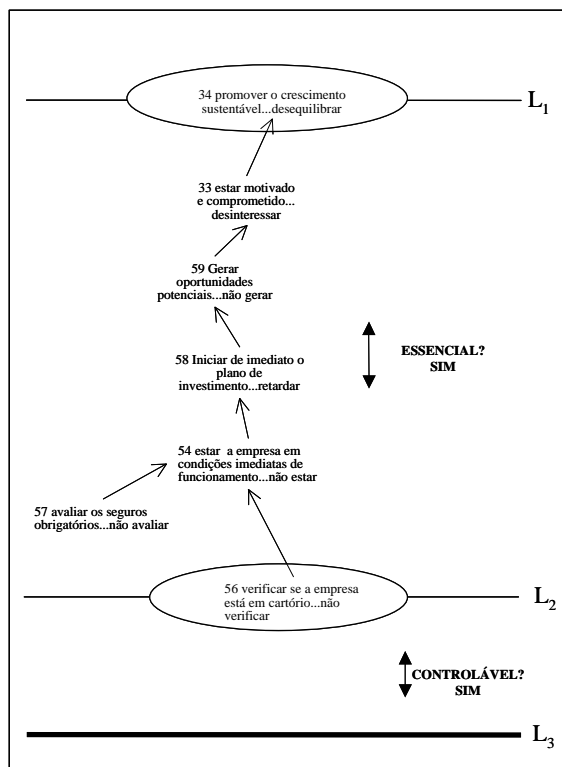 34 promover o crescimento
sustentável...desequilibrar
L1
33 estar motivado
e comprometido...
desinteressar
59 Gerar
oportunidades
potenciais...não gerar
58 Iniciar de imediato o
plano de
investimento...retardar
ESSENCIAL?
SIM
54 estar a empresa em
condições imediatas de
funcionamento...não estar
57 avaliar os seguros
obrigatórios...não avaliar
56 verificar se a empresa
está em cartório...não
verificar
L2
CONTROLÁVEL?
SIM
L3